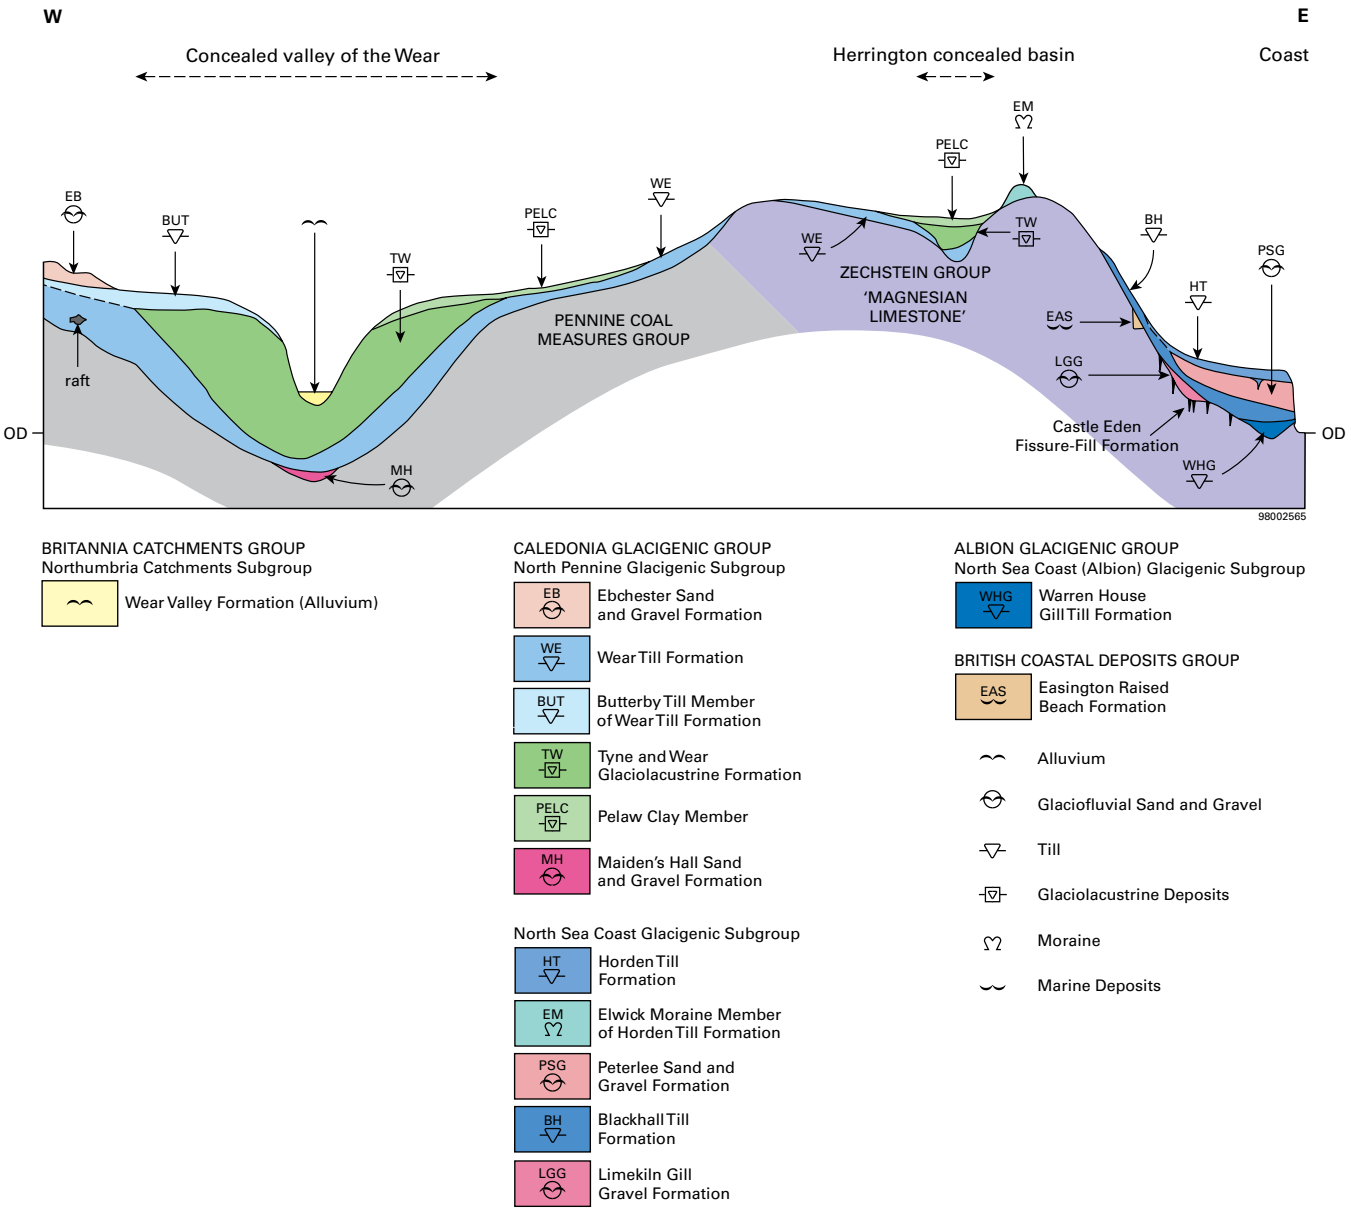 W
E
Concealed valley of the Wear
Herrington concealed basin
Coast
EM
PELC
WE
EB
BUT
PELC
TW
WE
TW
BH
PSG
HT
ZECHSTEIN GROUP
'MAGNESIAN
LIMESTONE'
EAS
PENNINE COAL
MEASURES GROUP
LGG
raft
Castle Eden
Fissure-Fill Formation
OD
OD
MH
WHG
98002565
BRITANNIA CATCHMENTS GROUP
Northumbria Catchments Subgroup
Wear Valley Formation (Alluvium)
CALEDONIA GLACIGENIC GROUP
North Pennine Glacigenic Subgroup
EB
Ebchester Sand
and Gravel Formation
WE
Wear Till Formation
BUT
Butterby Till Member
of Wear Till Formation
TW
Tyne and Wear
Glaciolacustrine Formation
PELC
Pelaw Clay Member
MH
Maiden's Hall Sand
and Gravel Formation
North Sea Coast Glacigenic Subgroup
HT
Horden Till
Formation
EM
Elwick Moraine Member
of Horden Till Formation
PSG
Peterlee Sand and
Gravel Formation
BH
Blackhall Till
Formation
LGG
Limekiln Gill
Gravel Formation
ALBION GLACIGENIC GROUP
North Sea Coast (Albion) Glacigenic Subgroup
WHG
Warren House
Gill Till Formation
BRITISH COASTAL DEPOSITS GROUP
EAS
Easington Raised
Beach Formation
Alluvium
Glaciofluvial Sand and Gravel
Till
Glaciolacustrine Deposits
Moraine
Marine Deposits